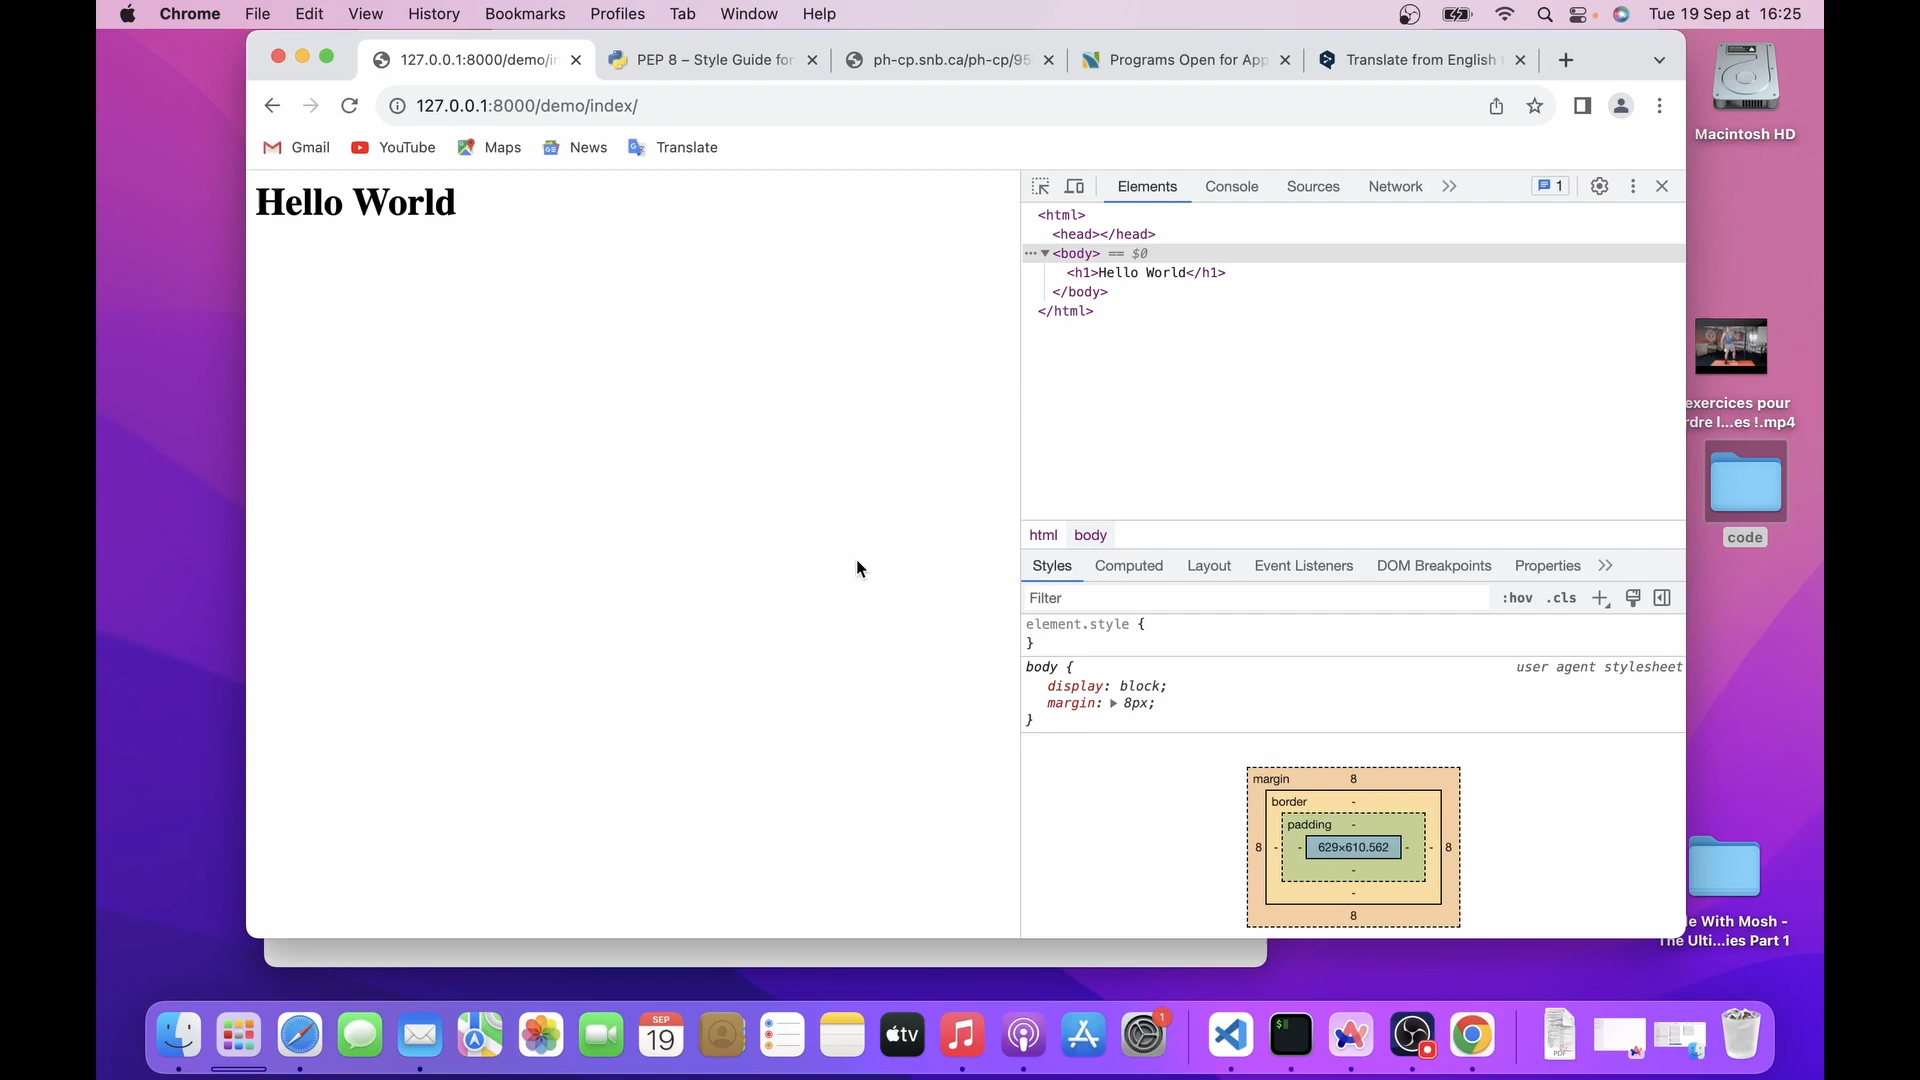 Chrome File Edit View History Bookmarks Profiles Tab Window Help Tue 19 Sep at 16:25
127.0.0.1:8000/demo/in PEP 8 – Style Guide for ph-cp.snb.ca/ph-cp/95 Programs Open for App Translate from English t
127.0.0.1:8000/demo/index/
Gmail YouTube Maps News Translate
Hello World
Elements Console Sources Network 1
<html>
<head></head>
<body> == $0
<h1>Hello World</h1>
</body>
</html>
html body
Styles Computed Layout Event Listeners DOM Breakpoints Properties
Filter :hov .cls
element.style {
}
body { user agent stylesheet
display: block;
margin: 8px;
}
margin 8
border -
padding -
8 - - 629×610.562 - - 8
-
-
8
Macintosh HD
exercices pour
rdre l...es !.mp4
code
le With Mosh -
The Ulti...ies Part 1
SEP
19
tv
1
$
PDF